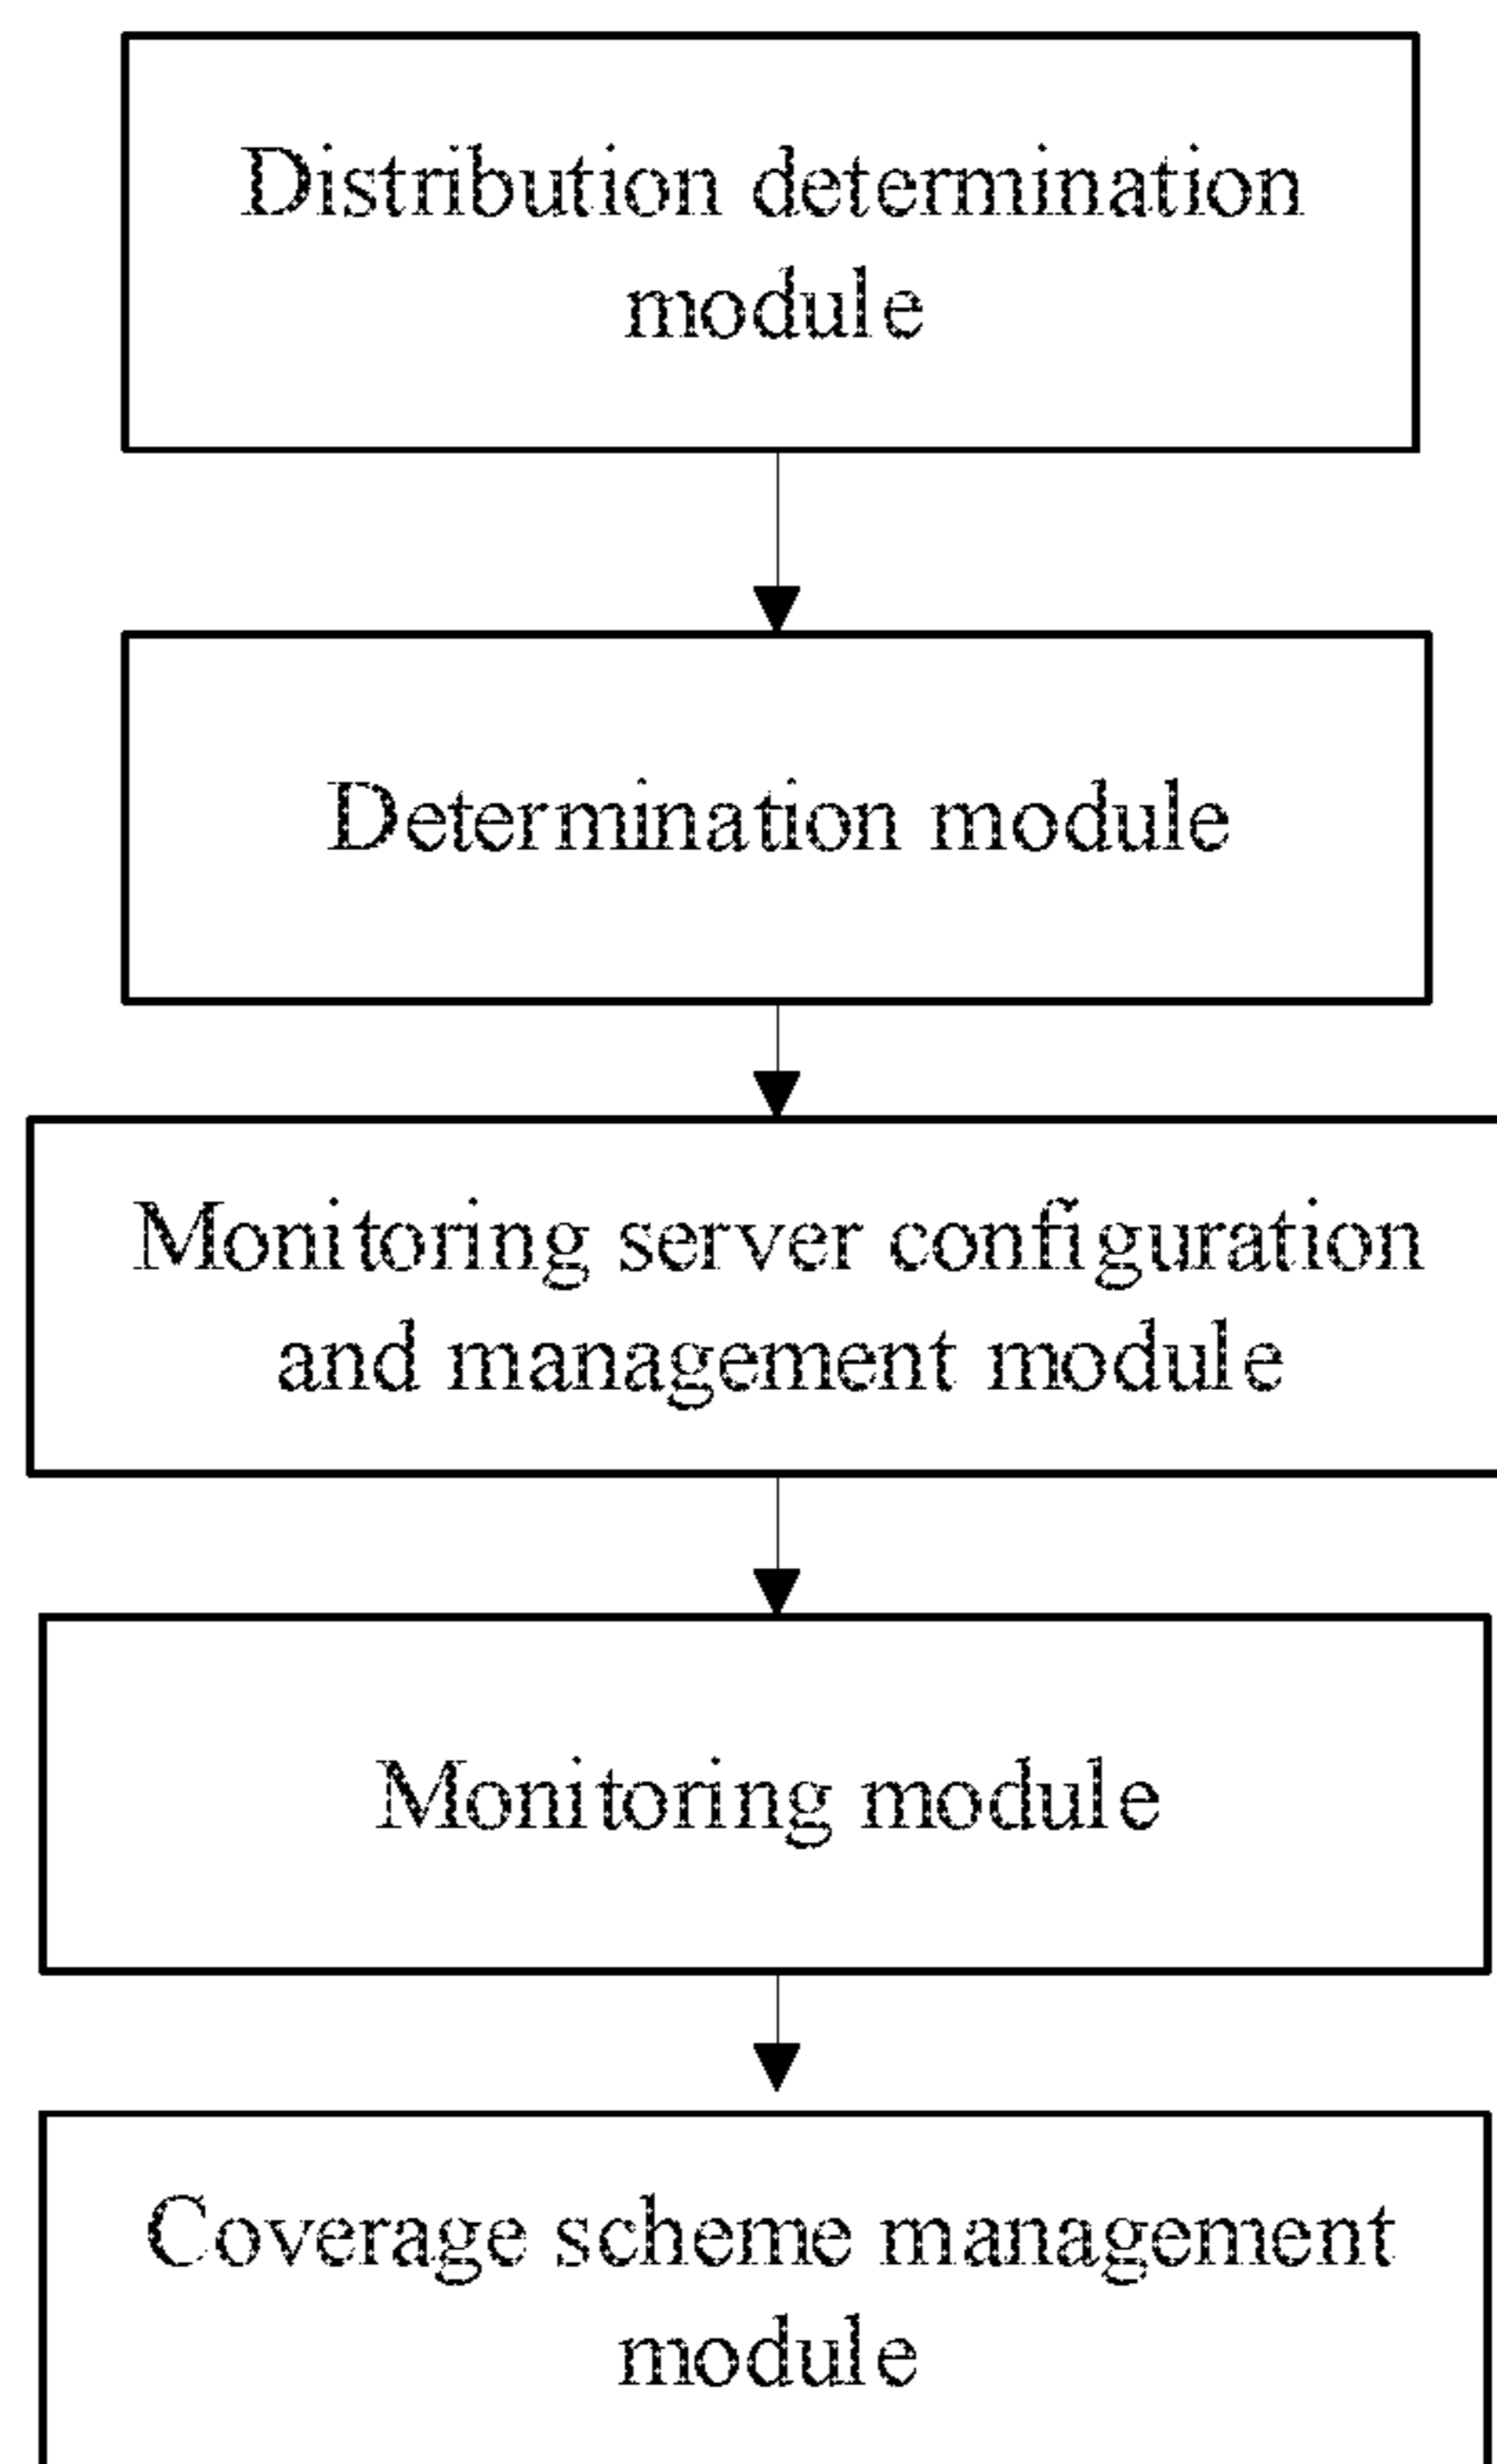 Distribution determination
module
Determination module
Monitoring server configuration
and management module
Monitoring module
Coverage scheme management
module